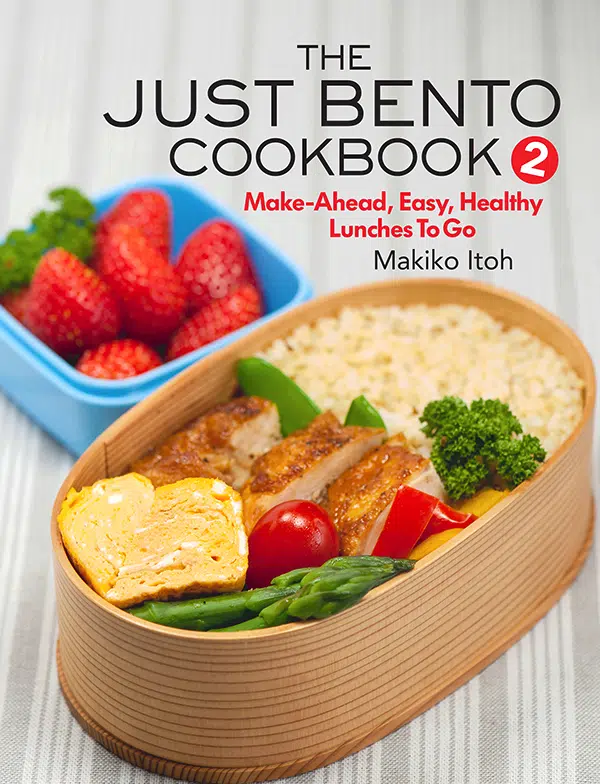 THE
JUST BENTO
COOKBOOK 2
Make-Ahead, Easy, Healthy
Lunches To Go
Makiko Itoh